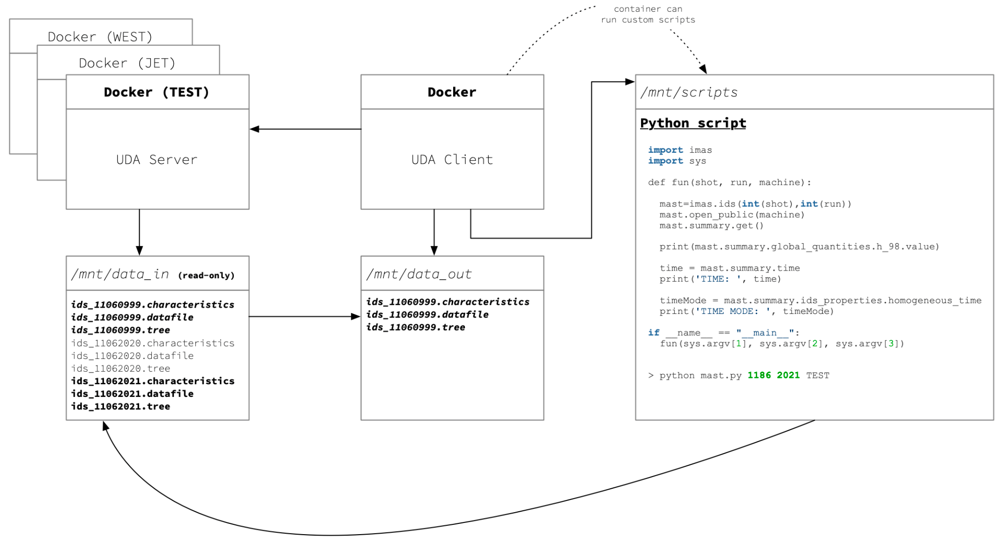 container can
run custom scripts
Docker (WEST)
Docker (JET)
Docker (TEST)
UDA Server
Docker
UDA Client
/mnt/scripts
Python script
import imas
import sys
def fun(shot, run, machine):
mast=imas.ids(int(shot),int(run))
mast.open_public(machine)
mast.summary.get()
print(mast.summary.global_quantities.h_98.value)
time = mast.summary.time
print('TIME: ', time)
timeMode = mast.summary.ids_properties.homogeneous_time
print('TIME MODE: ', timeMode)
if __name__ == "__main__":
fun(sys.argv[1], sys.argv[2], sys.argv[3])
> python mast.py 1186 2021 TEST
/mnt/data_in (read-only)
ids_11060999.characteristics
ids_11060999.datafile
ids_11060999.tree
ids_11062020.characteristics
ids_11062020.datafile
ids_11062020.tree
ids_11062021.characteristics
ids_11062021.datafile
ids_11062021.tree
/mnt/data_out
ids_11060999.characteristics
ids_11060999.datafile
ids_11060999.tree